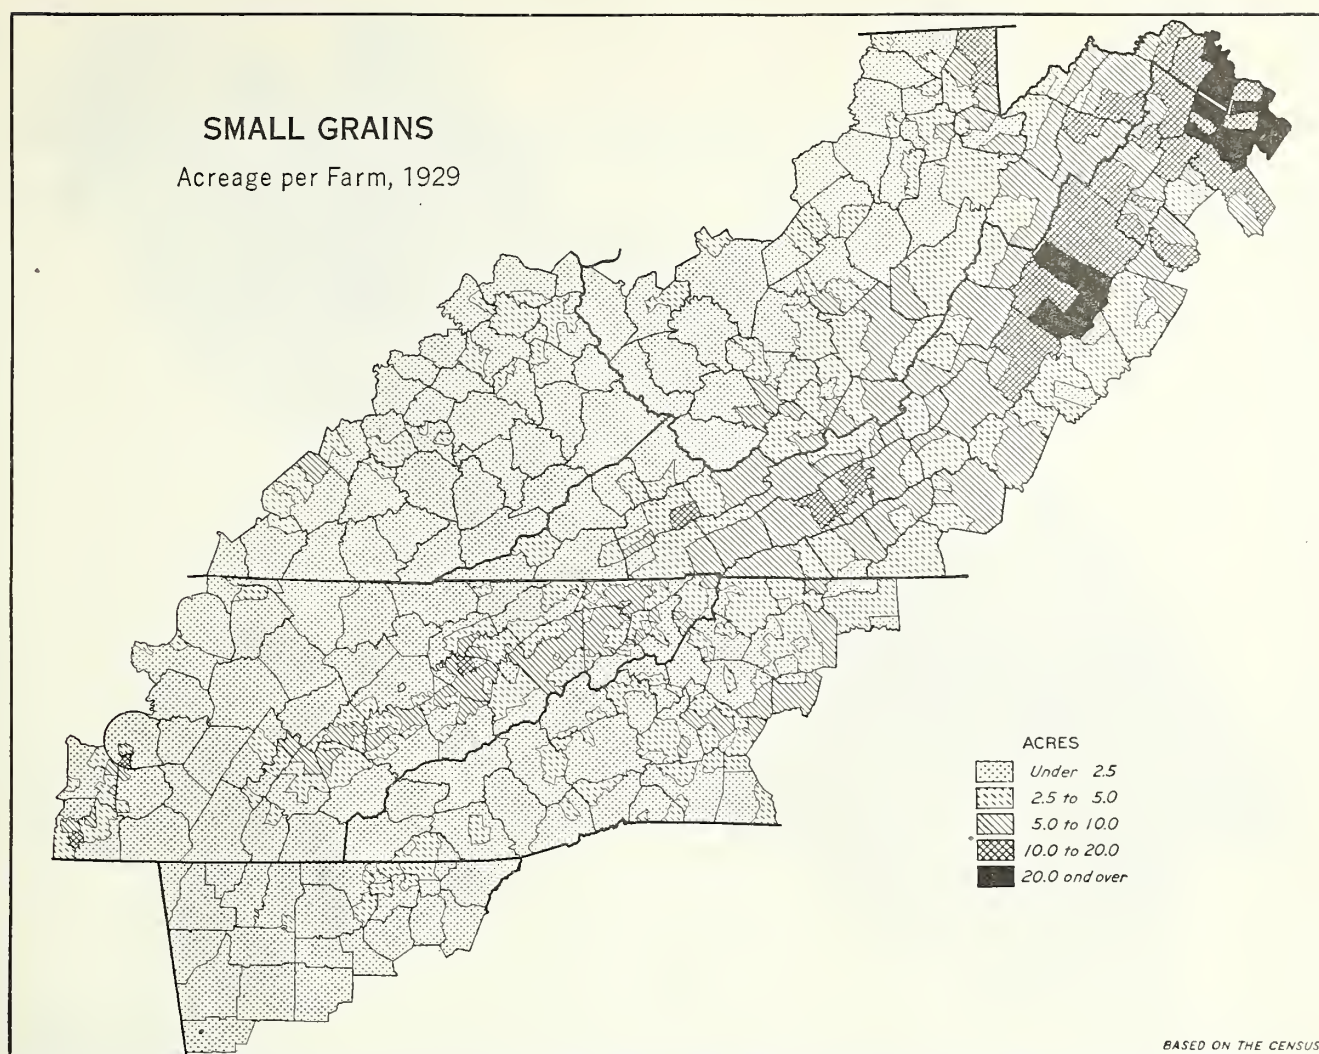 SMALL GRAINS
Acreage per Farm, 1929
ACRES
Under 2.5
2.5 to 5.0
5.0 to 10.0
10.0 to 20.0
20.0 and over
BASED ON THE CENSUS